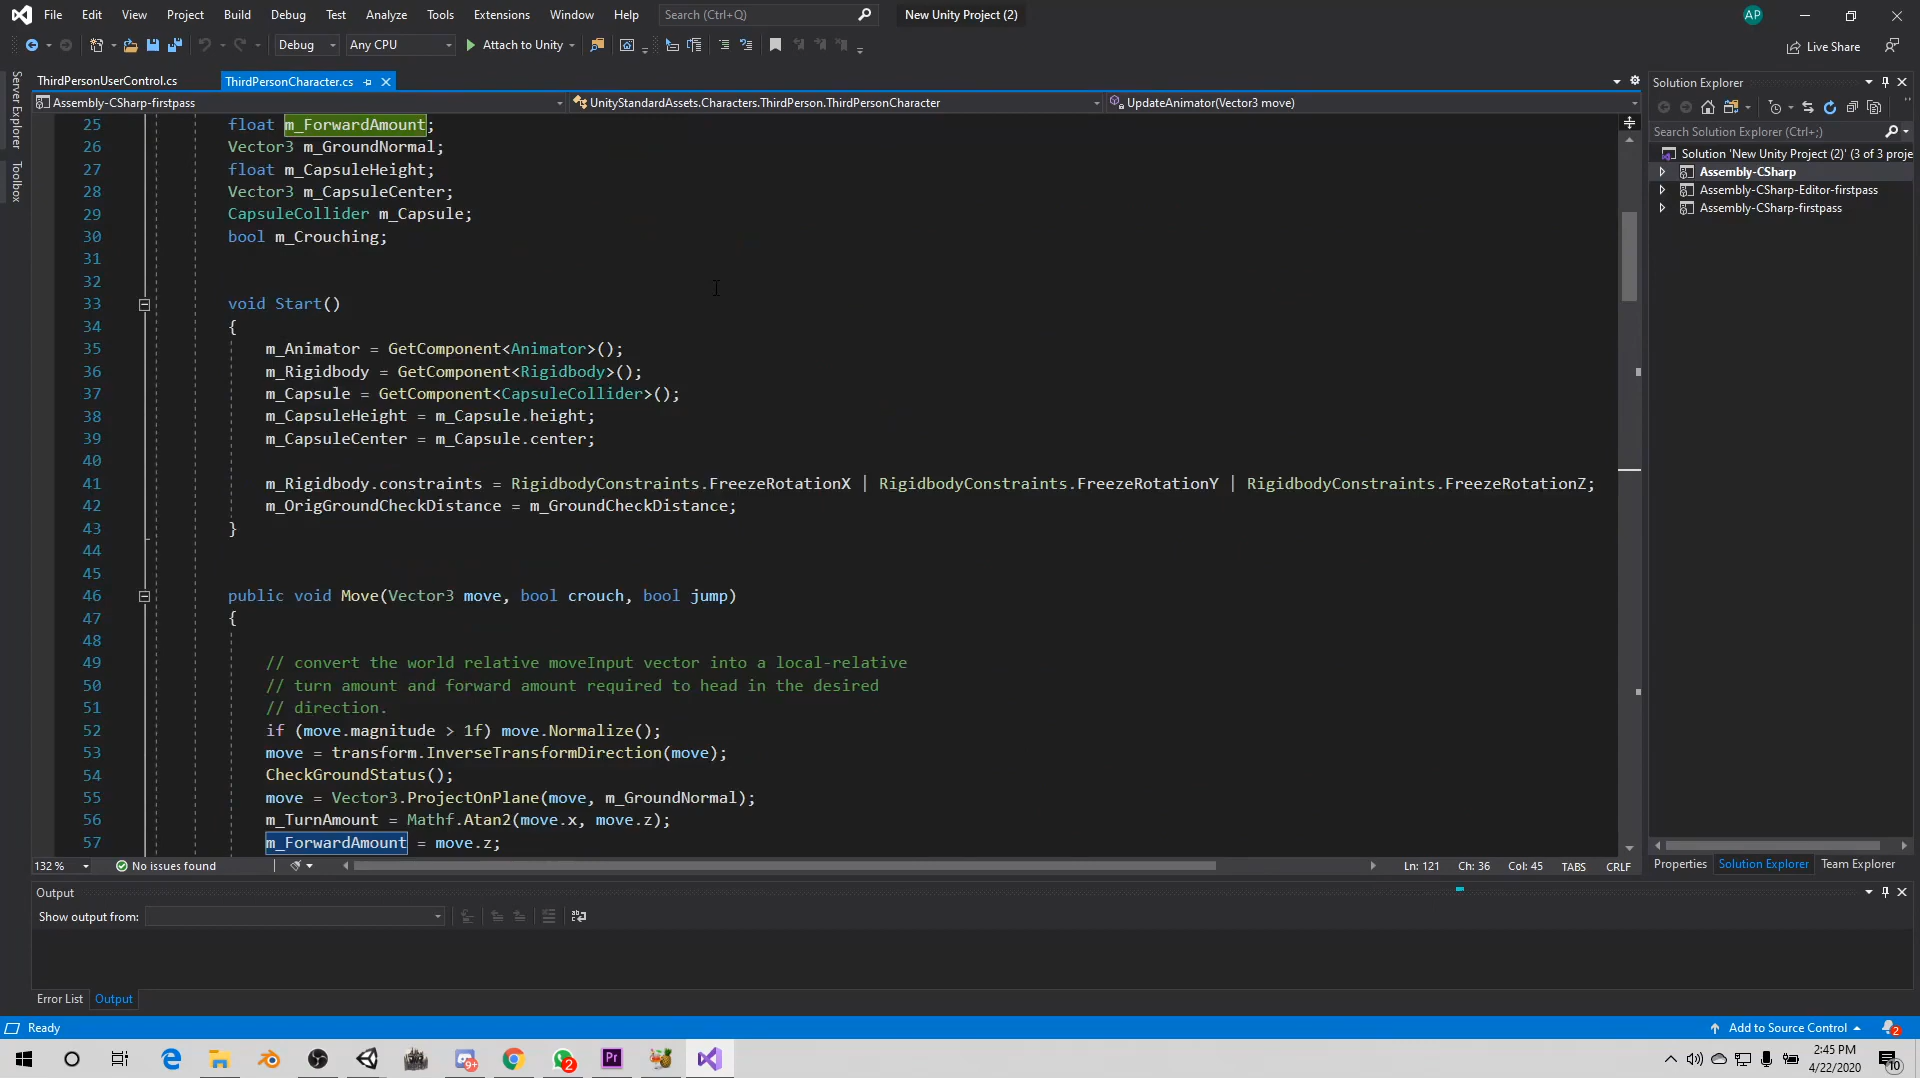 File Edit View Project Build Debug Test Analyze Tools Extensions Window Help Search (Ctrl+Q) New Unity Project (2) AP
Debug Any CPU Attach to Unity Live Share
ThirdPersonUserControl.cs ThirdPersonCharacter.cs
Assembly-CSharp-firstpass UnityStandardAssets.Characters.ThirdPerson.ThirdPersonCharacter UpdateAnimator(Vector3 move)
Server Explorer
Toolbox
25 float m_ForwardAmount;
26 Vector3 m_GroundNormal;
27 float m_CapsuleHeight;
28 Vector3 m_CapsuleCenter;
29 CapsuleCollider m_Capsule;
30 bool m_Crouching;
31
32
33 void Start()
34 {
35 m_Animator = GetComponent<Animator>();
36 m_Rigidbody = GetComponent<Rigidbody>();
37 m_Capsule = GetComponent<CapsuleCollider>();
38 m_CapsuleHeight = m_Capsule.height;
39 m_CapsuleCenter = m_Capsule.center;
40
41 m_Rigidbody.constraints = RigidbodyConstraints.FreezeRotationX | RigidbodyConstraints.FreezeRotationY | RigidbodyConstraints.FreezeRotationZ;
42 m_OrigGroundCheckDistance = m_GroundCheckDistance;
43 }
44
45
46 public void Move(Vector3 move, bool crouch, bool jump)
47 {
48
49 // convert the world relative moveInput vector into a local-relative
50 // turn amount and forward amount required to head in the desired
51 // direction.
52 if (move.magnitude > 1f) move.Normalize();
53 move = transform.InverseTransformDirection(move);
54 CheckGroundStatus();
55 move = Vector3.ProjectOnPlane(move, m_GroundNormal);
56 m_TurnAmount = Mathf.Atan2(move.x, move.z);
57 m_ForwardAmount = move.z;
132 % No issues found Ln: 121 Ch: 36 Col: 45 TABS CRLF
Solution Explorer
Search Solution Explorer (Ctrl+;)
Solution 'New Unity Project (2)' (3 of 3 proje
Assembly-CSharp
Assembly-CSharp-Editor-firstpass
Assembly-CSharp-firstpass
Properties Solution Explorer Team Explorer
Output
Show output from:
Error List Output
Ready Add to Source Control 2
9+ 2 Pr 2:45 PM
4/22/2020 10